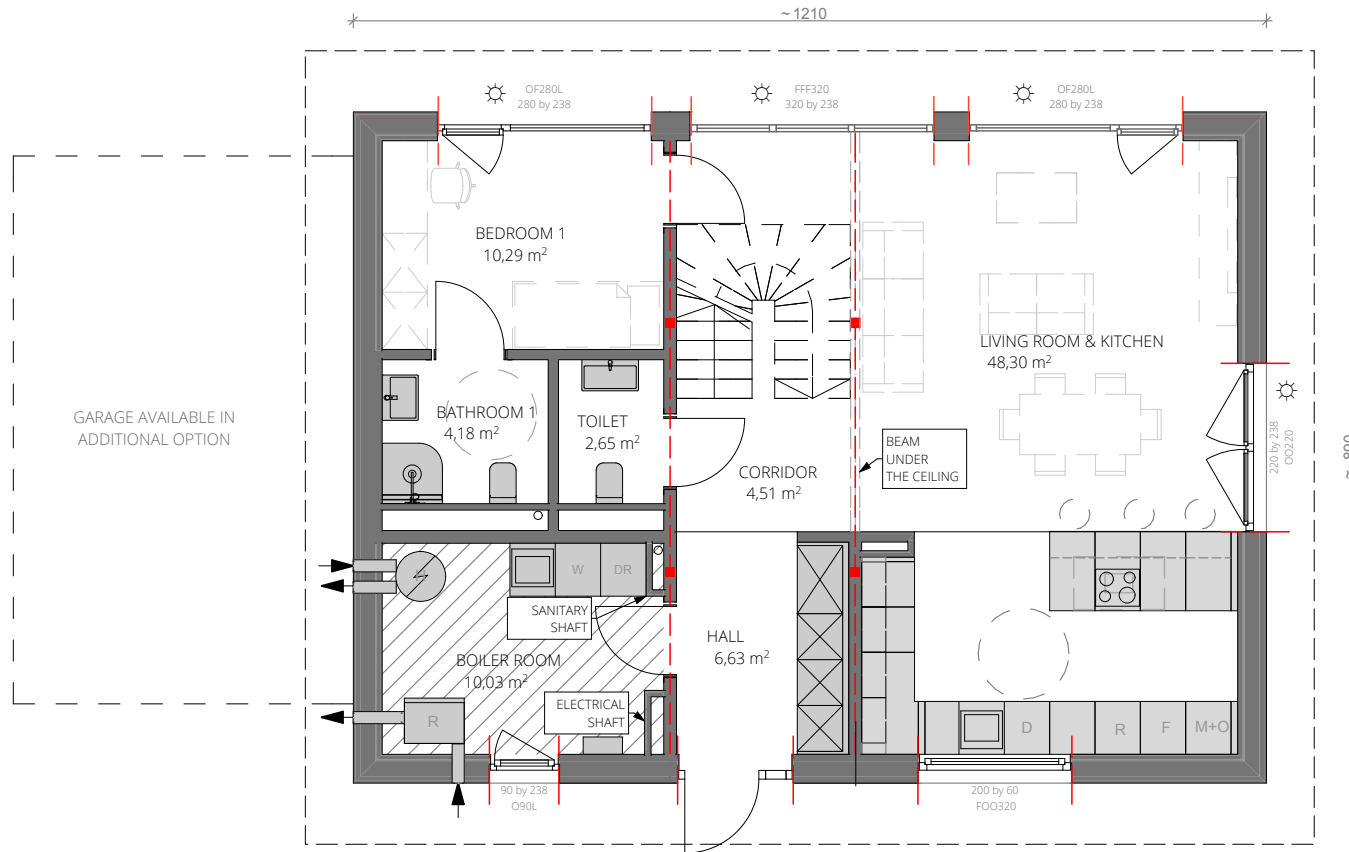 ~ 1210
OF280L
280 by 238
FFF320
320 by 238
OF280L
280 by 238
BEDROOM 1
10,29 m²
LIVING ROOM & KITCHEN
48,30 m²
GARAGE AVAILABLE IN
ADDITIONAL OPTION
BATHROOM 1
4,18 m²
TOILET
2,65 m²
CORRIDOR
4,51 m²
BEAM
UNDER
THE CEILING
220 by 238
OO220
~ 890
W
DR
SANITARY
SHAFT
HALL
6,63 m²
BOILER ROOM
10,03 m²
ELECTRICAL
SHAFT
R
D
R
F
M+O
90 by 238
O90L
200 by 60
FOO320